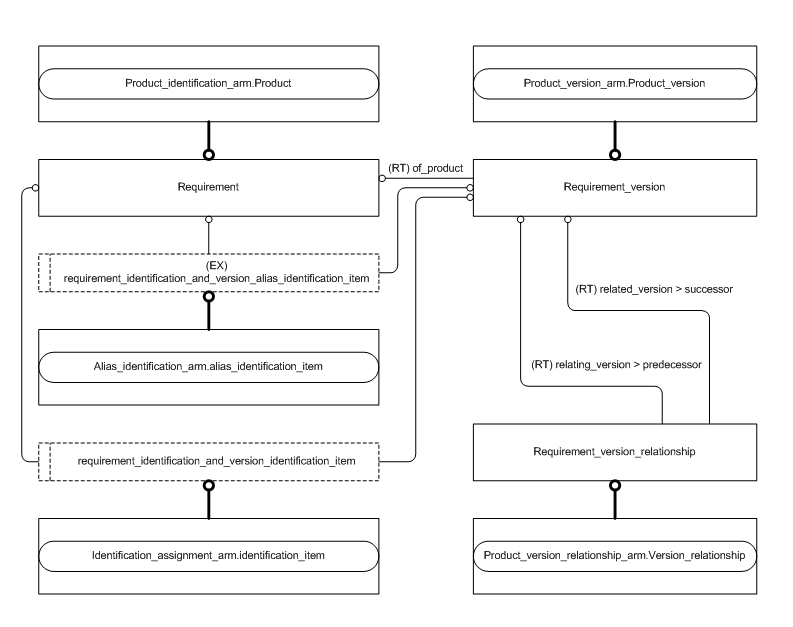 Product_identification_arm.Product
Product_version_arm.Product_version
(RT) of_product
Requirement
Requirement_version
(EX)
requirement_identification_and_version_alias_identification_item
(RT) related_version > successor
Alias_identification_arm.alias_identification_item
(RT) relating_version > predecessor
requirement_identification_and_version_identification_item
Requirement_version_relationship
Identification_assignment_arm.identification_item
Product_version_relationship_arm.Version_relationship